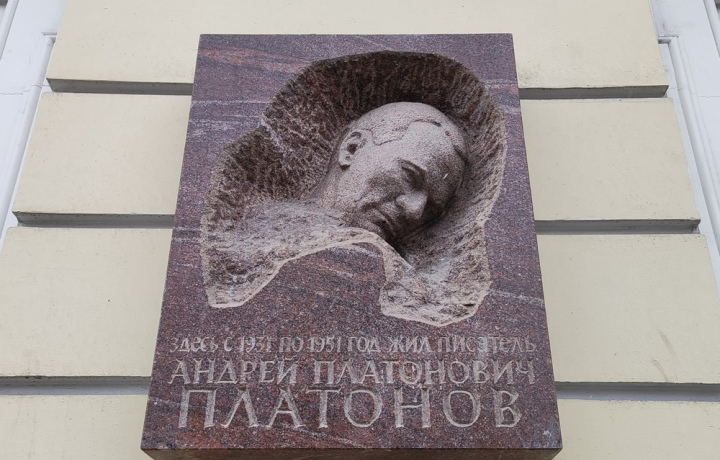 ЗДЕСЬ С 1931 ПО 1951 ГОД ЖИЛ ПИСАТЕЛЬ
АНДРЕЙ ПЛАТОНОВИЧ
ПЛАТОНОВ